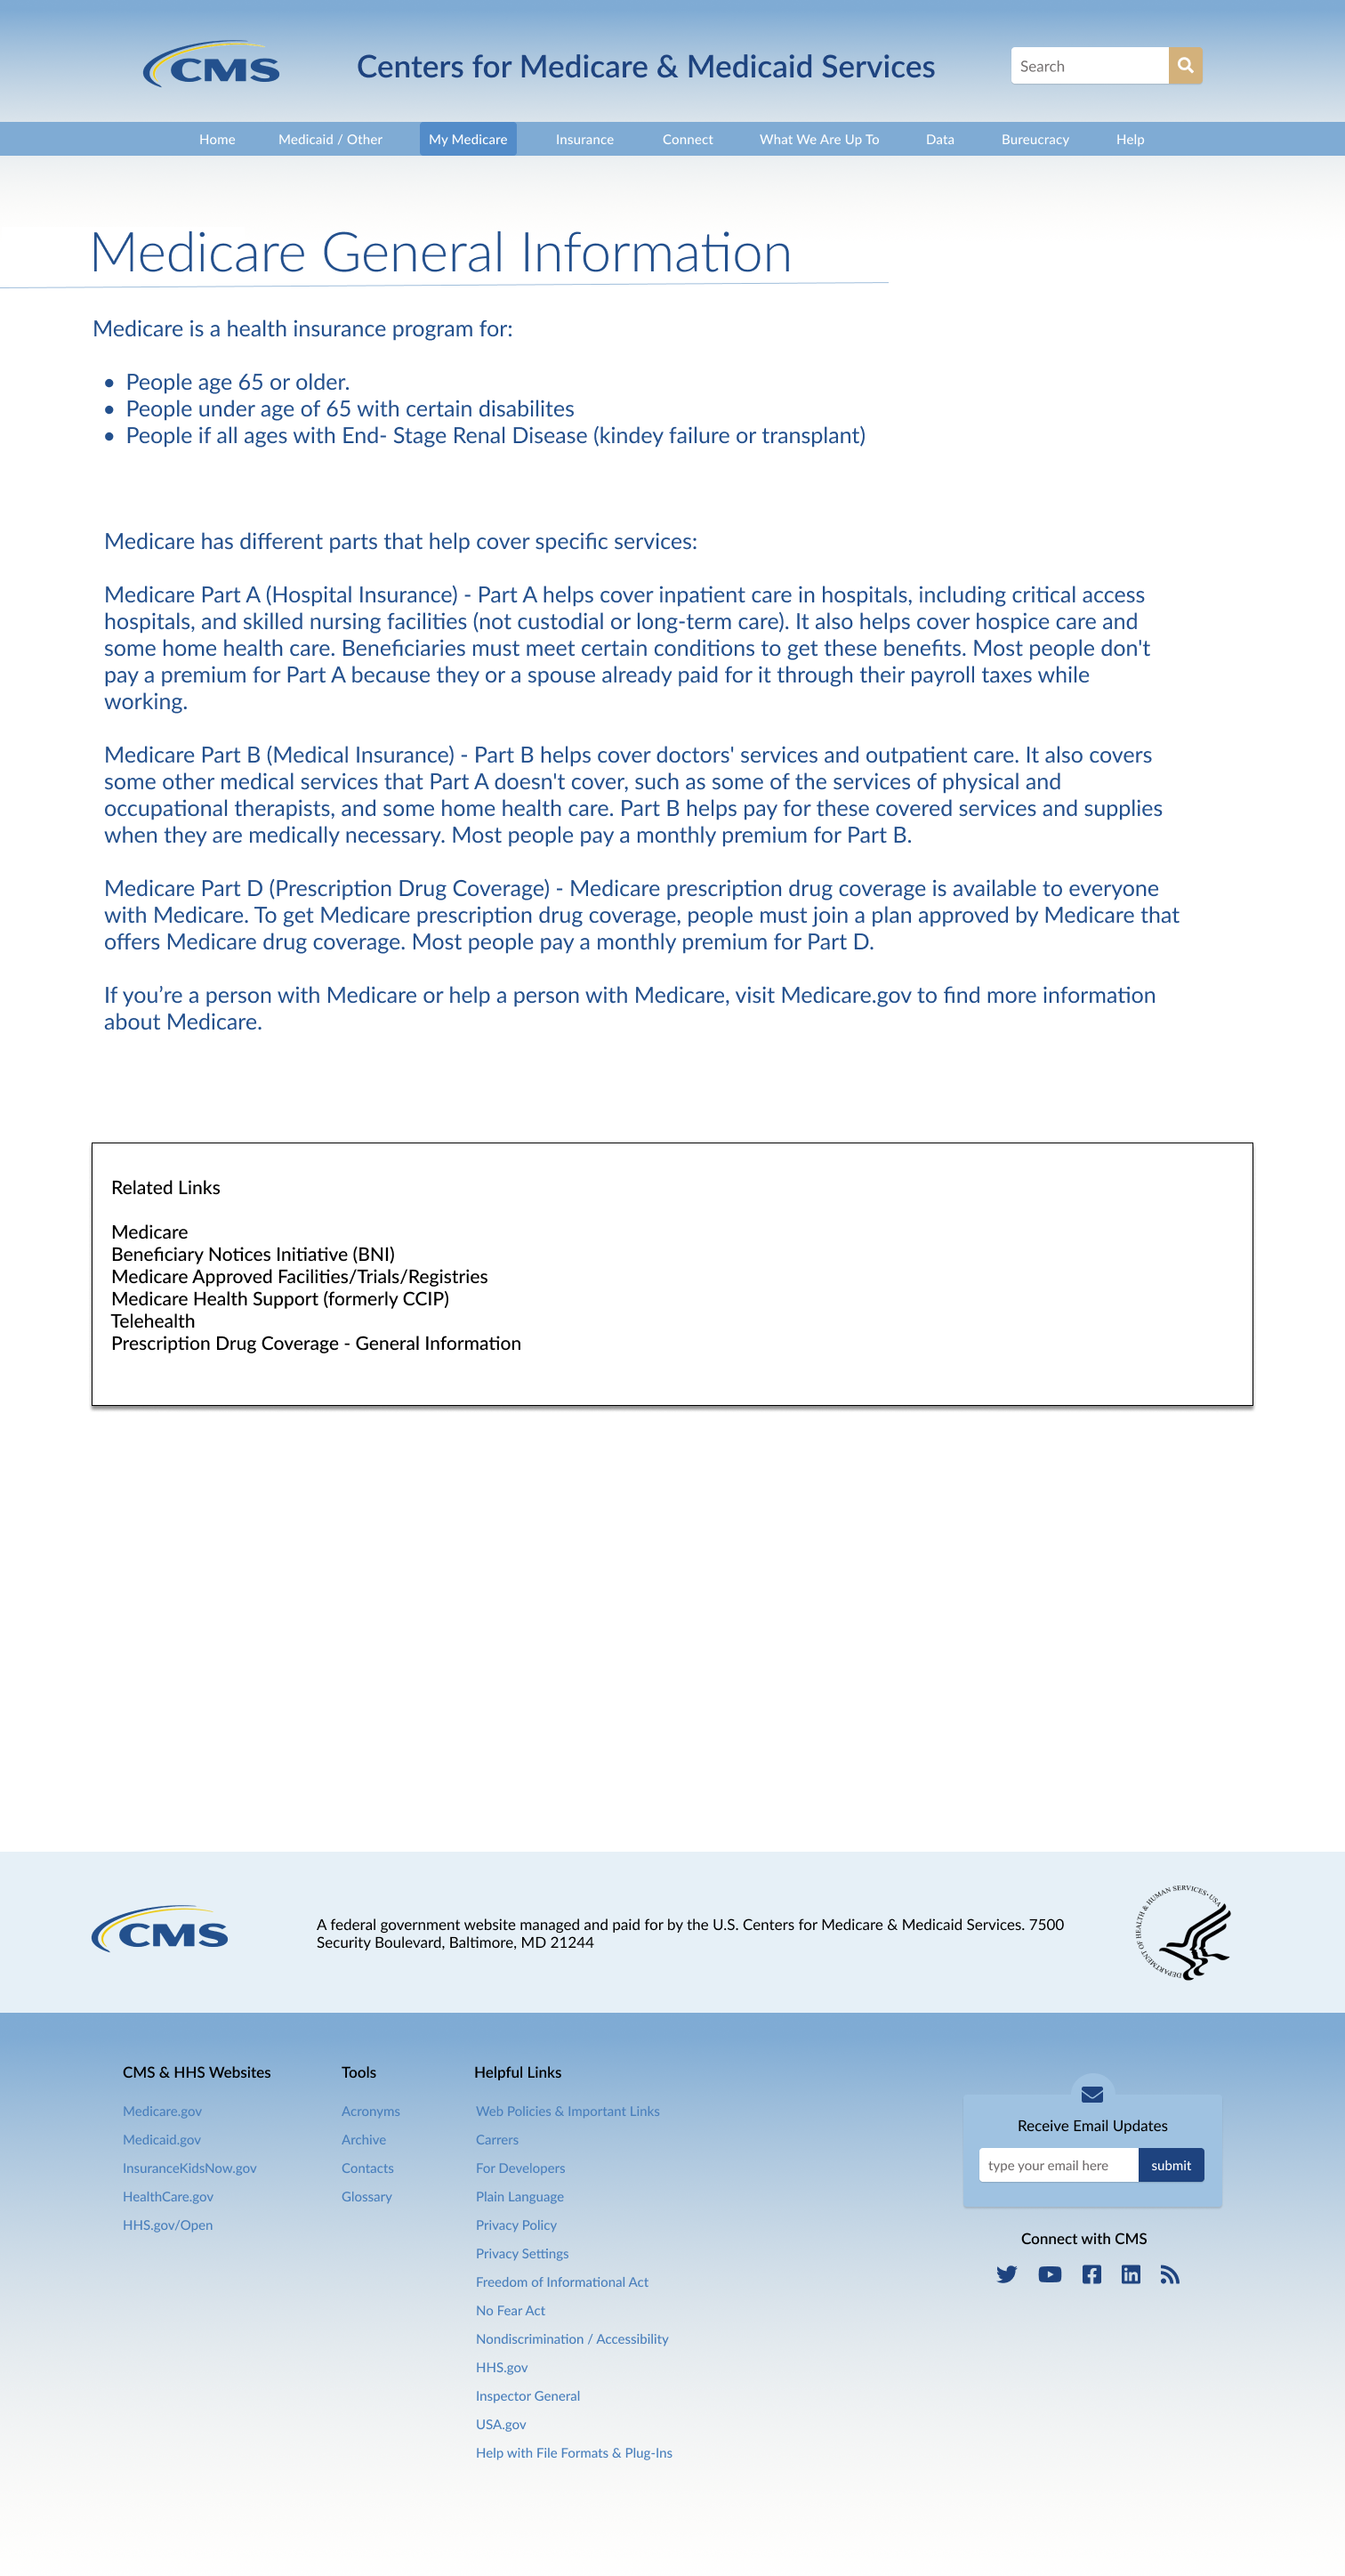 CMS
Centers for Medicare & Medicaid Services
Search
Home
Medicaid / Other
My Medicare
Insurance
Connect
What We Are Up To
Data
Bureucracy
Help
Medicare General Information
Medicare is a health insurance program for:
• People age 65 or older.
• People under age of 65 with certain disabilites
• People if all ages with End- Stage Renal Disease (kindey failure or transplant)
Medicare has different parts that help cover specific services:
Medicare Part A (Hospital Insurance) - Part A helps cover inpatient care in hospitals, including critical access
hospitals, and skilled nursing facilities (not custodial or long-term care). It also helps cover hospice care and
some home health care. Beneficiaries must meet certain conditions to get these benefits. Most people don't
pay a premium for Part A because they or a spouse already paid for it through their payroll taxes while
working.
Medicare Part B (Medical Insurance) - Part B helps cover doctors' services and outpatient care. It also covers
some other medical services that Part A doesn't cover, such as some of the services of physical and
occupational therapists, and some home health care. Part B helps pay for these covered services and supplies
when they are medically necessary. Most people pay a monthly premium for Part B.
Medicare Part D (Prescription Drug Coverage) - Medicare prescription drug coverage is available to everyone
with Medicare. To get Medicare prescription drug coverage, people must join a plan approved by Medicare that
offers Medicare drug coverage. Most people pay a monthly premium for Part D.
If you’re a person with Medicare or help a person with Medicare, visit Medicare.gov to find more information
about Medicare.
Related Links
Medicare
Beneficiary Notices Initiative (BNI)
Medicare Approved Facilities/Trials/Registries
Medicare Health Support (formerly CCIP)
Telehealth
Prescription Drug Coverage - General Information
CMS
A federal government website managed and paid for by the U.S. Centers for Medicare & Medicaid Services. 7500
Security Boulevard, Baltimore, MD 21244
DEPARTMENT OF HEALTH & HUMAN SERVICES • USA
CMS & HHS Websites
Medicare.gov
Medicaid.gov
InsuranceKidsNow.gov
HealthCare.gov
HHS.gov/Open
Tools
Acronyms
Archive
Contacts
Glossary
Helpful Links
Web Policies & Important Links
Carrers
For Developers
Plain Language
Privacy Policy
Privacy Settings
Freedom of Informational Act
No Fear Act
Nondiscrimination / Accessibility
HHS.gov
Inspector General
USA.gov
Help with File Formats & Plug-Ins
Receive Email Updates
type your email here
submit
Connect with CMS